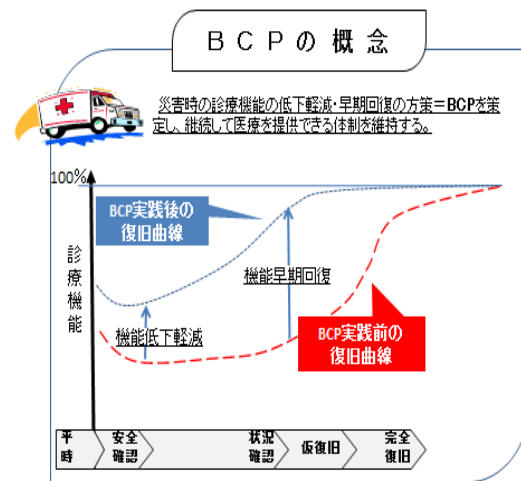 BCPの概念
災害時の診療機能の低下軽減・早期回復の方策＝BCPを策
定し、継続して医療を提供できる体制を維持する。
100%
BCP実践後の
復旧曲線
診療機能
機能早期回復
機能低下軽減
BCP実践前の
復旧曲線
平時
安全
確認
状況
確認
仮復旧
完全
復旧